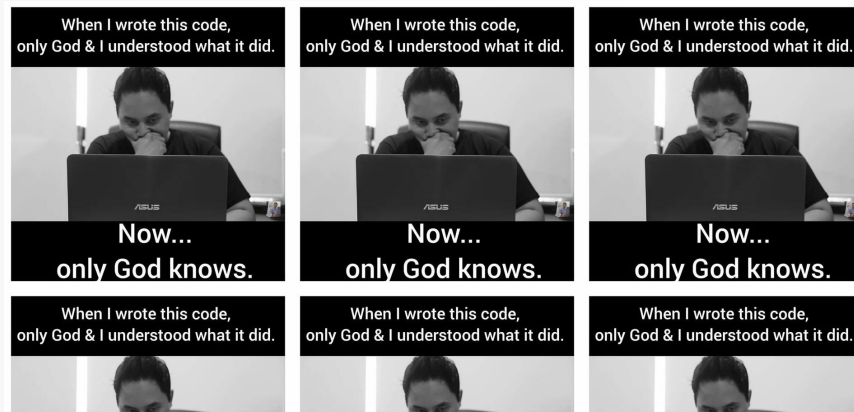 When I wrote this code,
only God & I understood what it did.
ASUS
Now...
only God knows.
When I wrote this code,
only God & I understood what it did.
ASUS
Now...
only God knows.
When I wrote this code,
only God & I understood what it did.
ASUS
Now...
only God knows.
When I wrote this code,
only God & I understood what it did.
When I wrote this code,
only God & I understood what it did.
When I wrote this code,
only God & I understood what it did.